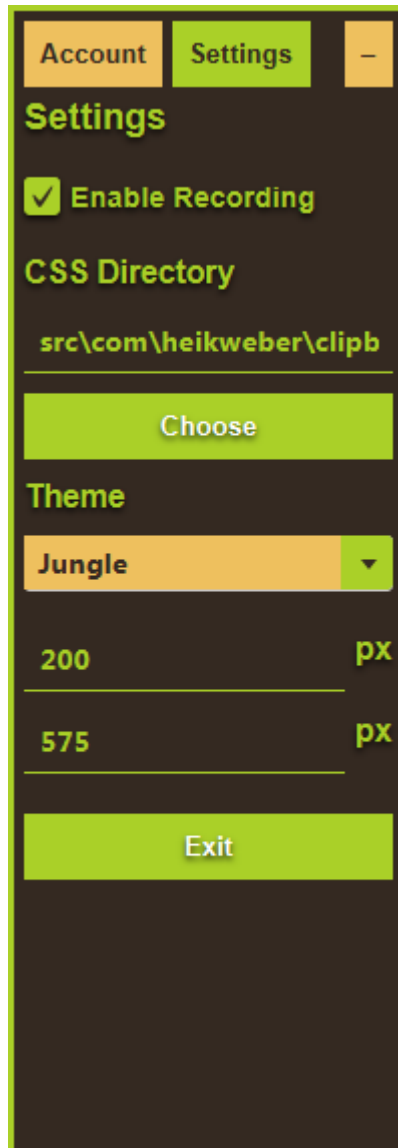 Account Settings –
Settings
Enable Recording
CSS Directory
src\com\heikweber\clipb
Choose
Theme
Jungle
200 px
575 px
Exit